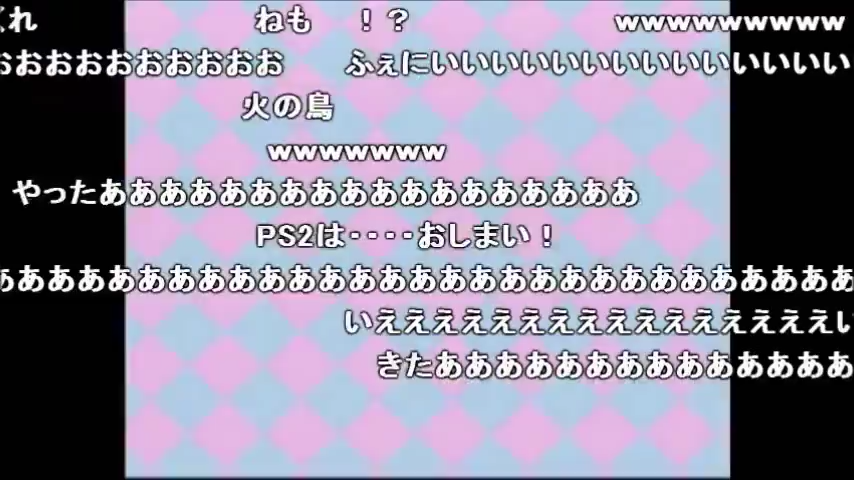 くれ ねも ！？ wwwwwwwwww
おおおおおおおおおお ふぇにいいいいいいいいいいいいいい
火の鳥
wwwwwww
やったああああああああああああああああああ
PS2は・・・・おしまい！
ああああああああああああああああああああああああああああ
いええええええええええええええええい
きたああああああああああああああ